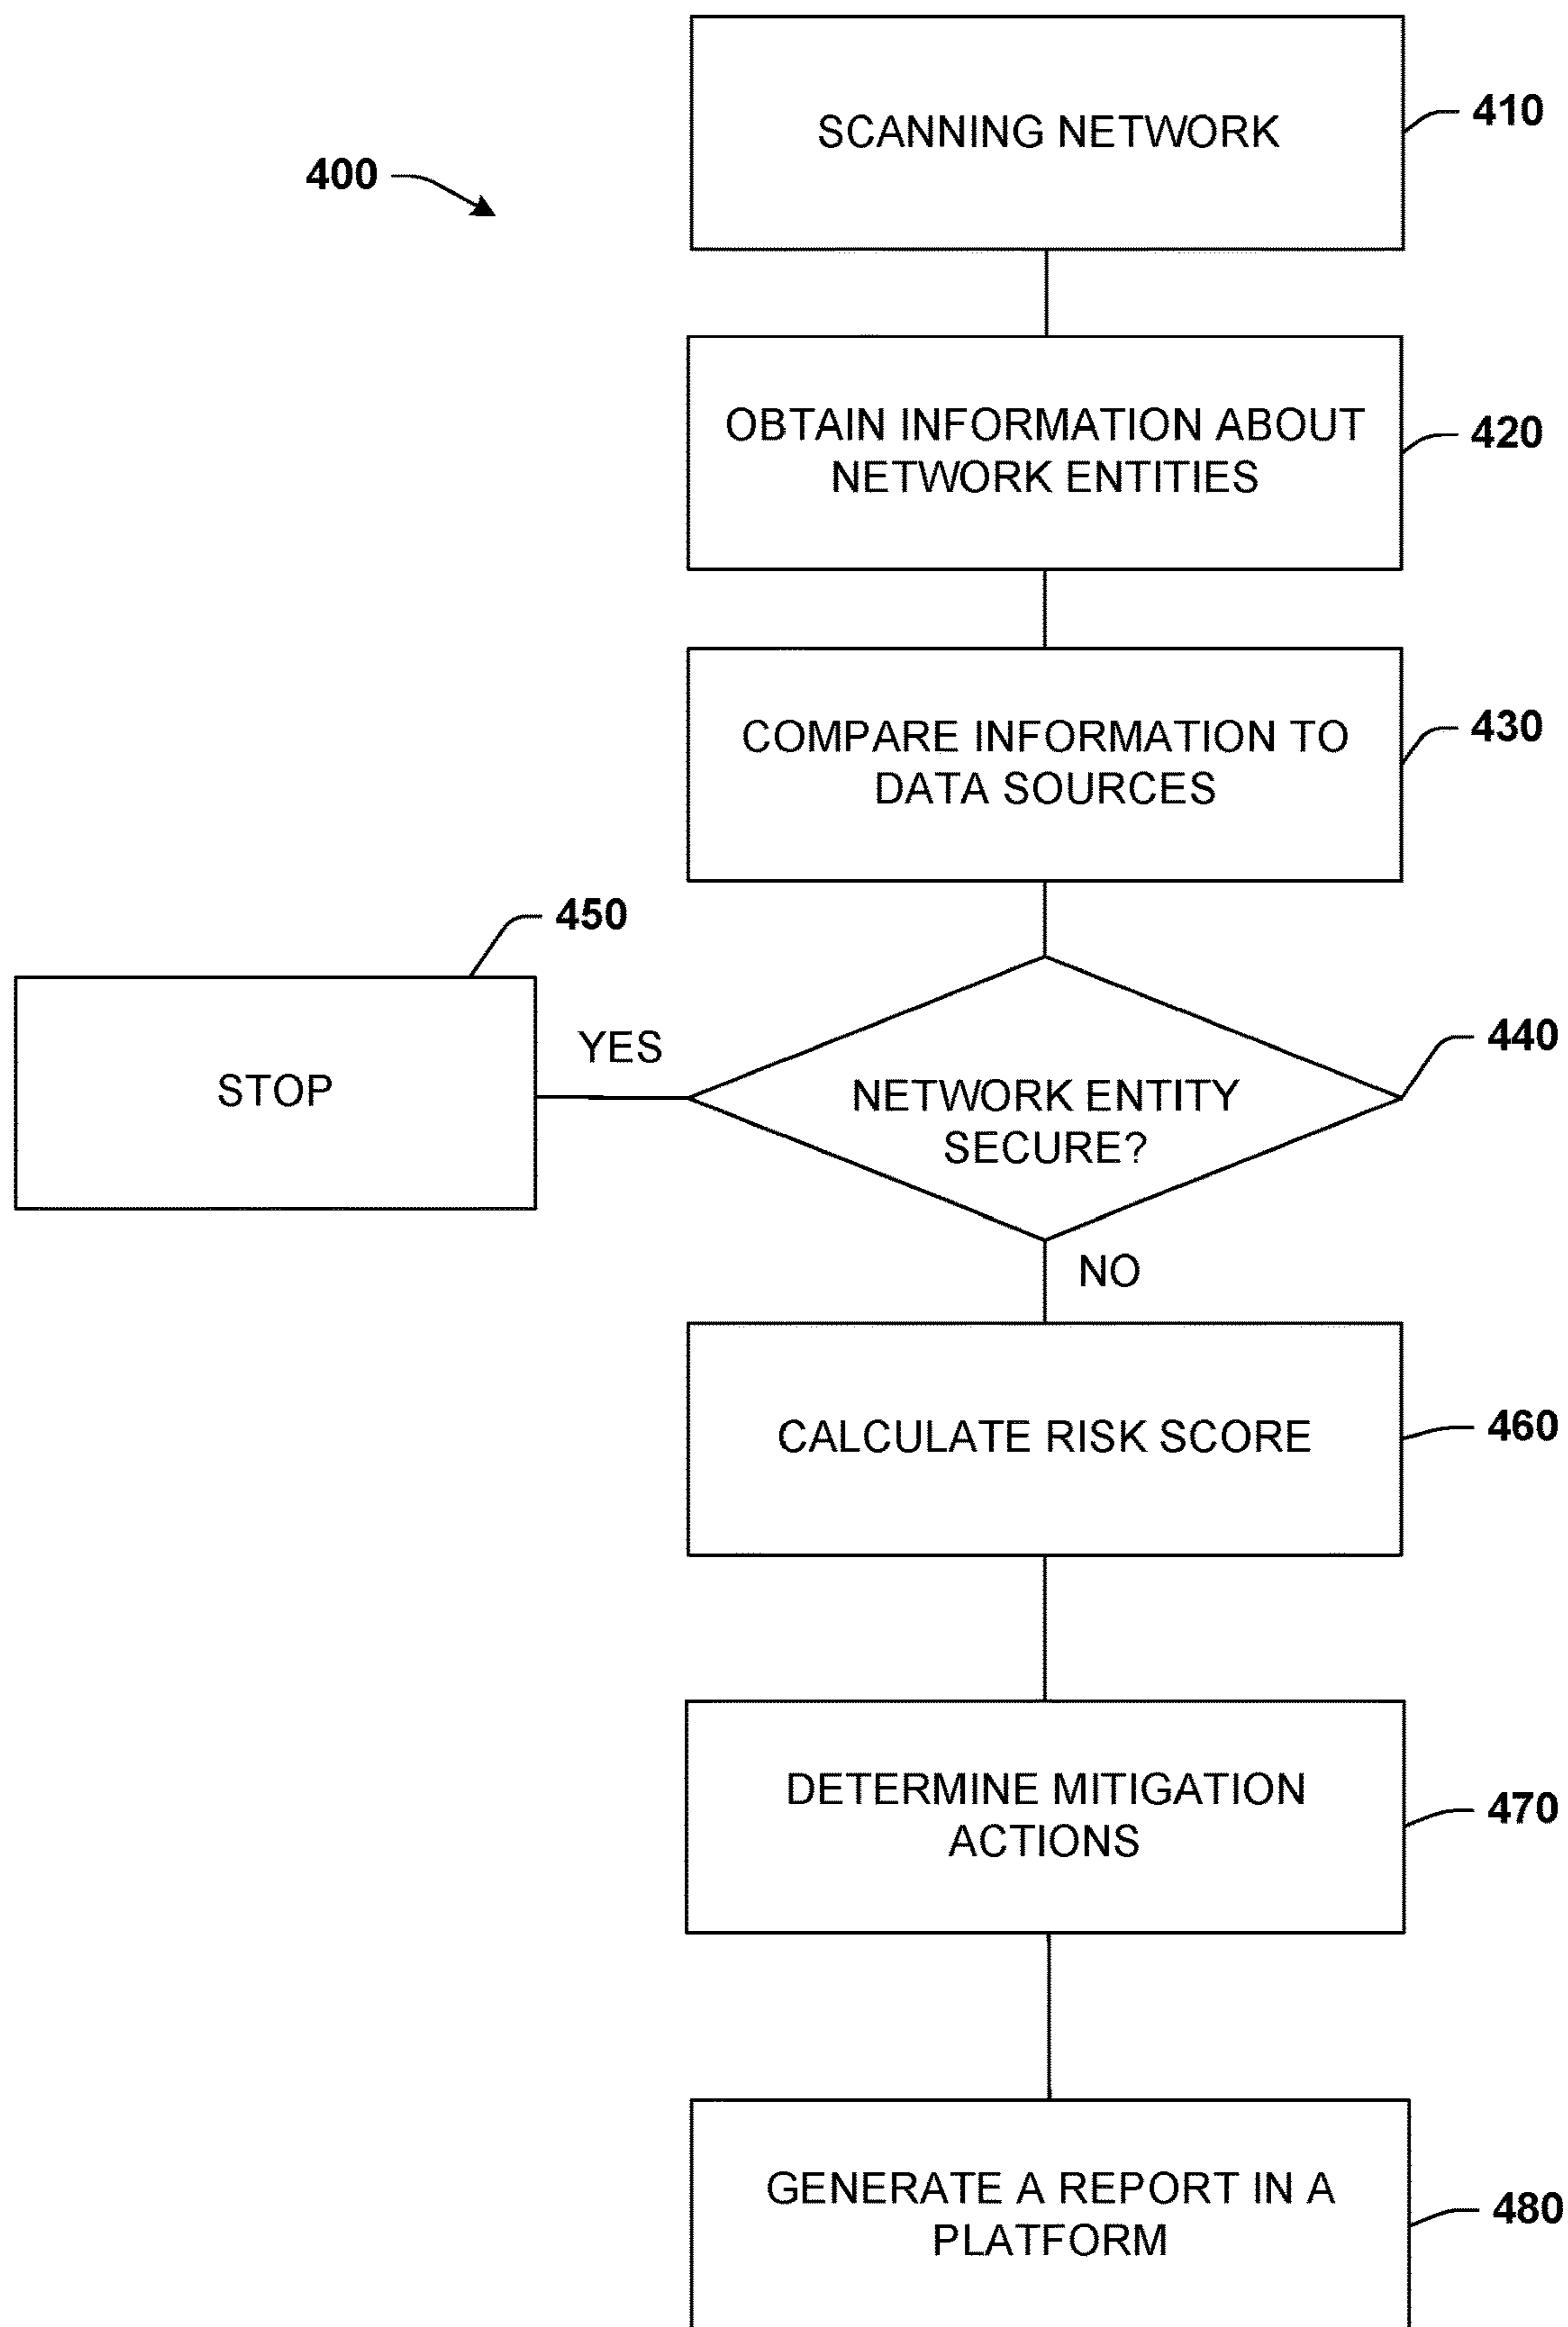 SCANNING NETWORK
410
400
OBTAIN INFORMATION ABOUT
NETWORK ENTITIES
420
COMPARE INFORMATION TO
DATA SOURCES
430
450
STOP
YES
NETWORK ENTITY
SECURE?
440
NO
CALCULATE RISK SCORE
460
DETERMINE MITIGATION
ACTIONS
470
GENERATE A REPORT IN A
PLATFORM
480